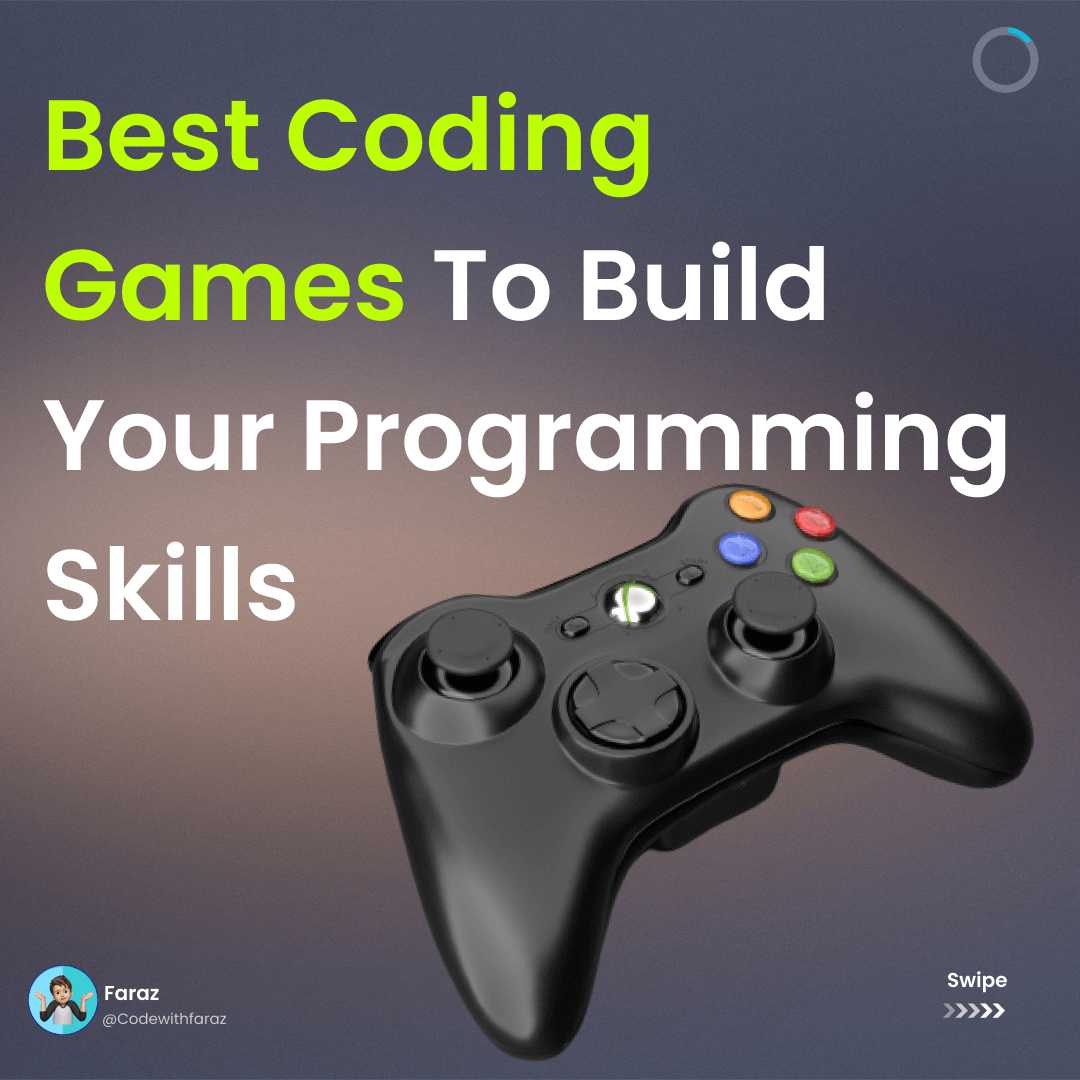 Best Coding
Games To Build
Your Programming
Skills
Faraz
@Codewithfaraz
Swipe